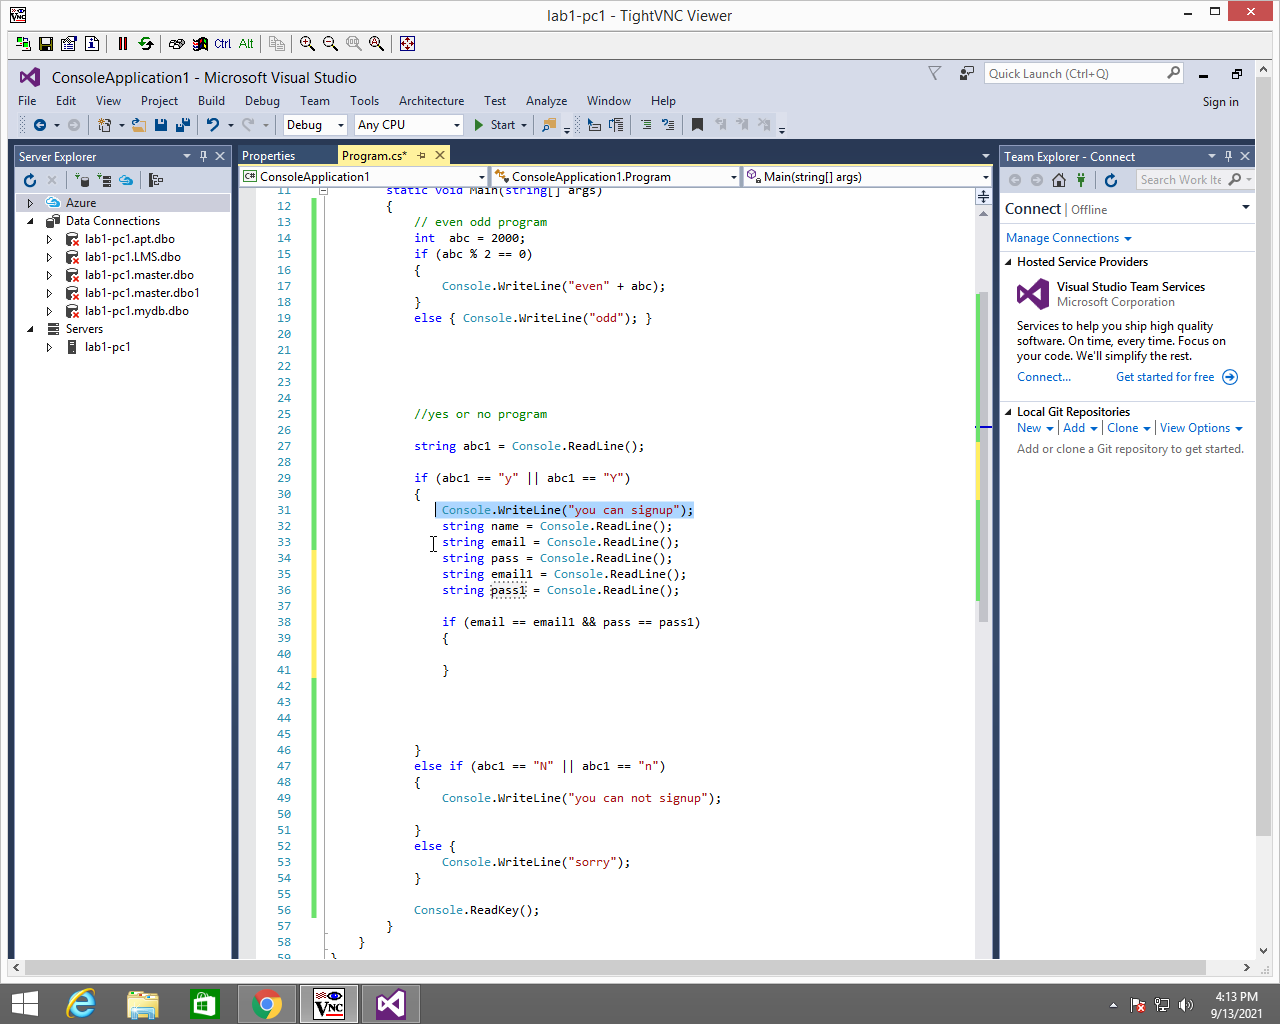 lab1-pc1 - TightVNC Viewer
Ctrl Alt
ConsoleApplication1 - Microsoft Visual Studio
Quick Launch (Ctrl+Q)
File Edit View Project Build Debug Team Tools Architecture Test Analyze Window Help
Sign in
Debug Any CPU Start
Server Explorer
Azure
Data Connections
lab1-pc1.apt.dbo
lab1-pc1.LMS.dbo
lab1-pc1.master.dbo
lab1-pc1.master.dbo1
lab1-pc1.mydb.dbo
Servers
lab1-pc1
Properties Program.cs*
ConsoleApplication1 ConsoleApplication1.Program Main(string[] args)
11 static void Main(string[] args)
12 {
13 // even odd program
14 int  abc = 2000;
15 if (abc % 2 == 0)
16 {
17 Console.WriteLine("even" + abc);
18 }
19 else { Console.WriteLine("odd"); }
20
21
22
23
24
25 //yes or no program
26
27 string abc1 = Console.ReadLine();
28
29 if (abc1 == "y" || abc1 == "Y")
30 {
31 Console.WriteLine("you can signup");
32 string name = Console.ReadLine();
33 string email = Console.ReadLine();
34 string pass = Console.ReadLine();
35 string email1 = Console.ReadLine();
36 string pass1 = Console.ReadLine();
37
38 if (email == email1 && pass == pass1)
39 {
40
41 }
42
43
44
45
46 }
47 else if (abc1 == "N" || abc1 == "n")
48 {
49 Console.WriteLine("you can not signup");
50
51 }
52 else {
53 Console.WriteLine("sorry");
54 }
55
56 Console.ReadKey();
57 }
58 }
59 }
Team Explorer - Connect
Search Work Ite
Connect | Offline
Manage Connections
Hosted Service Providers
Visual Studio Team Services
Microsoft Corporation
Services to help you ship high quality
software. On time, every time. Focus on
your code. We'll simplify the rest.
Connect... Get started for free
Local Git Repositories
New Add Clone View Options
Add or clone a Git repository to get started.
VNC
4:13 PM
9/13/2021